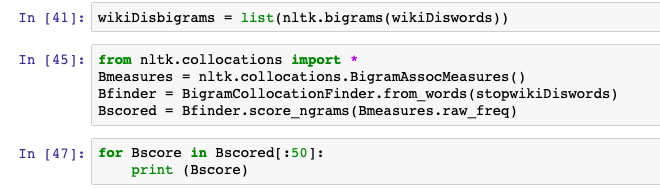 In [41]: wikiDisbigrams = list(nltk.bigrams(wikiDiswords))
In [45]: from nltk.collocations import *
Bmeasures = nltk.collocations.BigramAssocMeasures()
Bfinder = BigramCollocationFinder.from_words(stopwikiDiswords)
Bscored = Bfinder.score_ngrams(Bmeasures.raw_freq)
In [47]: for Bscore in Bscored[:50]:
    print (Bscore)